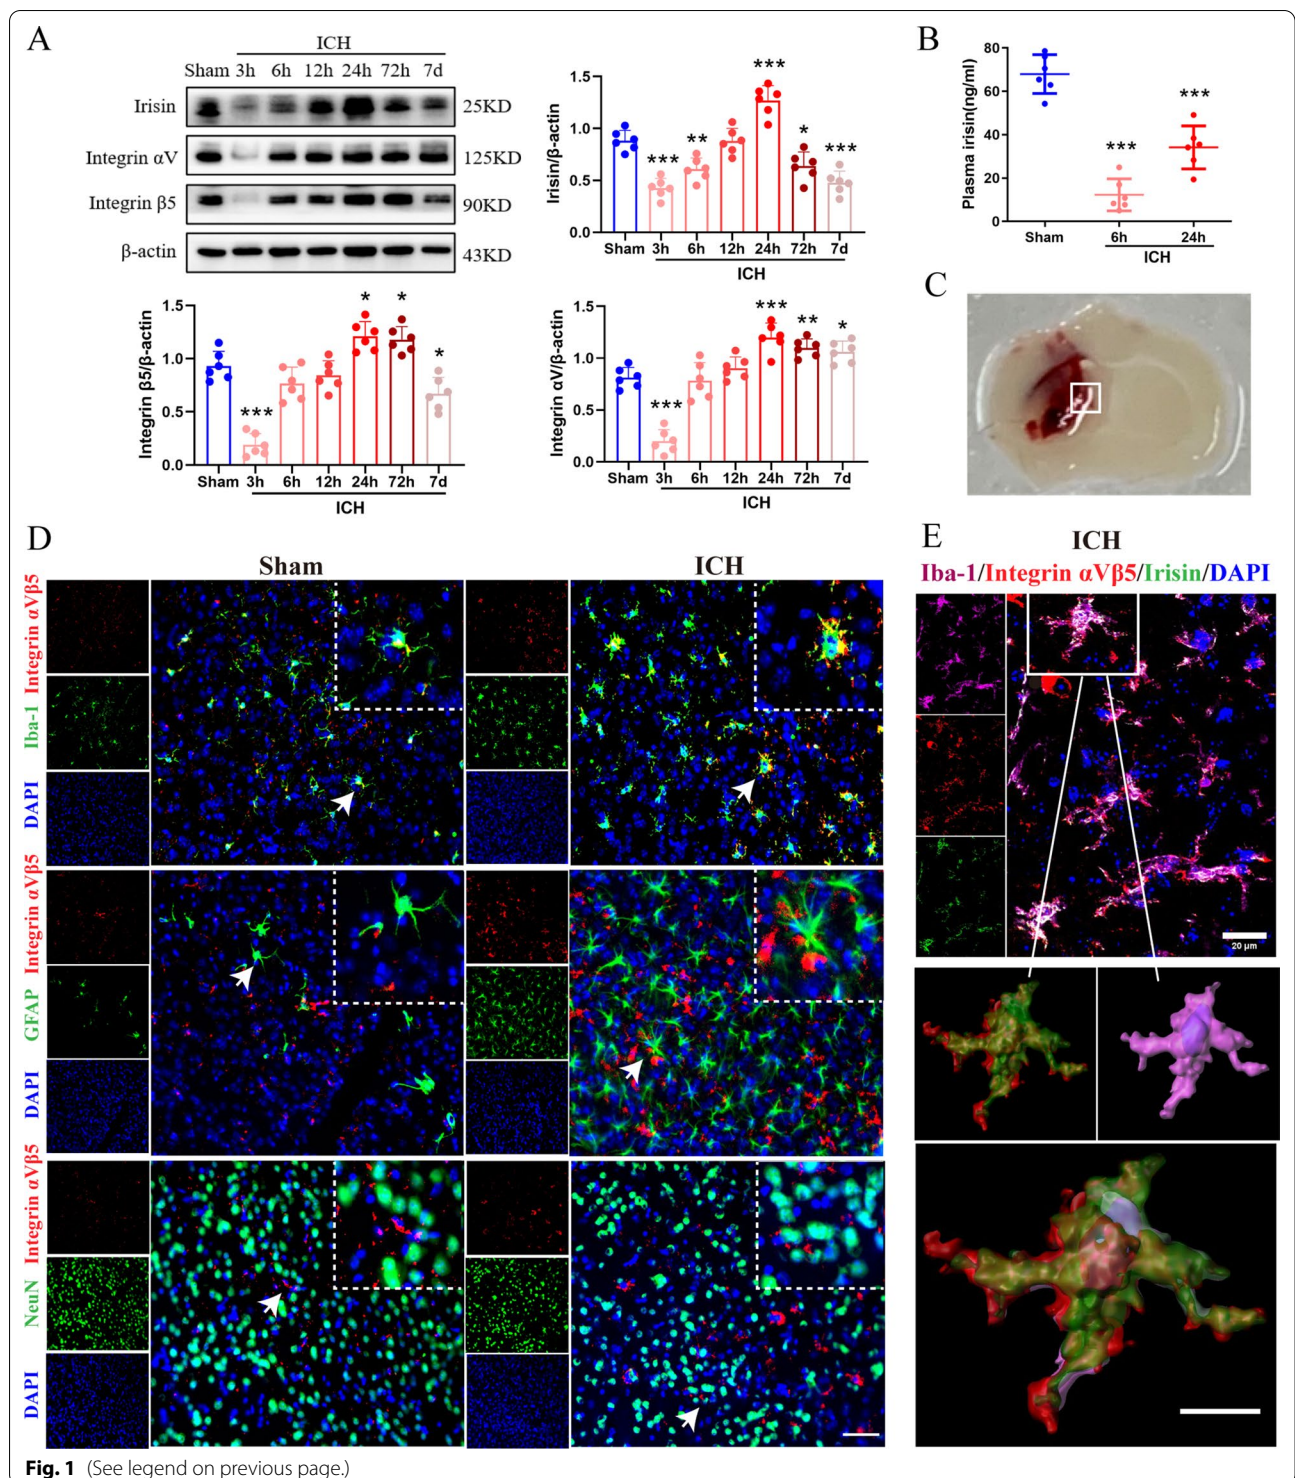 A
ICH
Sham 3h 6h 12h 24h 72h 7d
Irisin 25KD
Integrin αV 125KD
Integrin β5 90KD
β-actin 43KD
Irisin/β-actin
1.5
1.0
0.5
0.0
*** ** *** * ***
Sham 3h 6h 12h 24h 72h 7d
ICH
B
Plasma irisin(ng/ml)
80
60
40
20
0
*** ***
Sham 6h 24h
ICH
Integrin β5/β-actin
1.5
1.0
0.5
0.0
*** * * *
Sham 3h 6h 12h 24h 72h 7d
ICH
Integrin αV/β-actin
1.5
1.0
0.5
0.0
*** *** ** *
Sham 3h 6h 12h 24h 72h 7d
ICH
C
D
Sham ICH
Integrin αVβ5
Iba-1
DAPI
Integrin αVβ5
GFAP
DAPI
Integrin αVβ5
NeuN
DAPI
E
ICH
Iba-1/Integrin αVβ5/Irisin/DAPI
20 μm
Fig. 1 (See legend on previous page.)